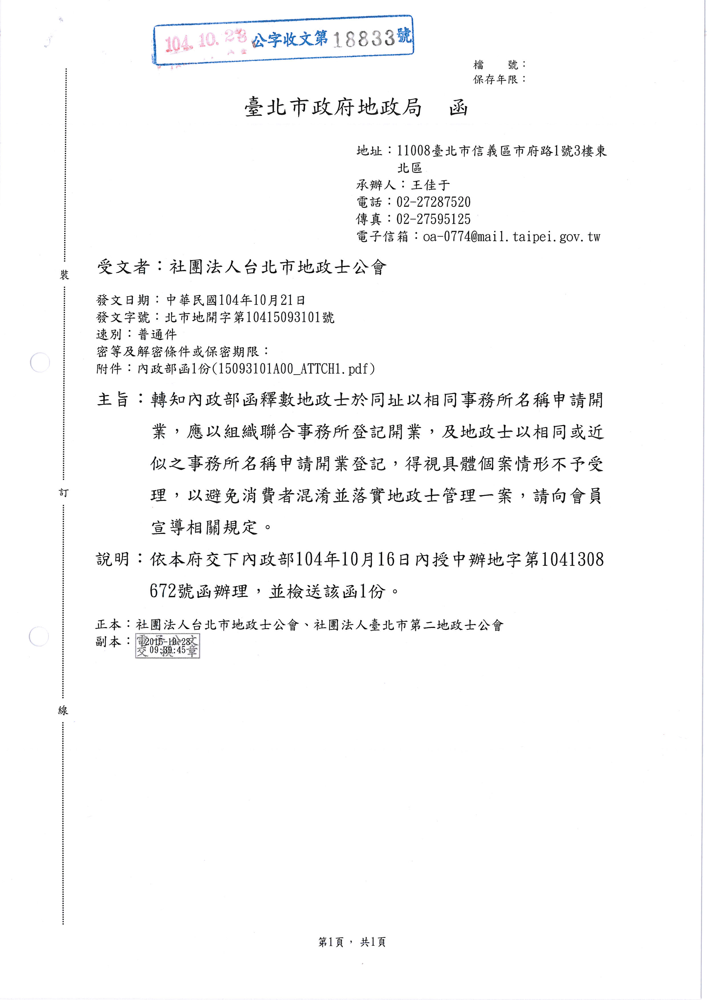 104.10.28 公字收文第18833號
檔　　號：
保存年限：
臺北市政府地政局　函
地址：11008臺北市信義區市府路1號3樓東
北區
承辦人：王佳于
電話：02-27287520
傳真：02-27595125
電子信箱：oa-0774@mail.taipei.gov.tw
受文者：社團法人台北市地政士公會
發文日期：中華民國104年10月21日
發文字號：北市地開字第10415093101號
速別：普通件
密等及解密條件或保密期限：
附件：內政部函1份(15093101A00_ATTCH1.pdf)
主旨：轉知內政部函釋數地政士於同址以相同事務所名稱申請開
業，應以組織聯合事務所登記開業，及地政士以相同或近
似之事務所名稱申請開業登記，得視具體個案情形不予受
理，以避免消費者混淆並落實地政士管理一案，請向會員
宣導相關規定。
說明：依本府交下內政部104年10月16日內授中辦地字第1041308
672號函辦理，並檢送該函1份。
正本：社團法人台北市地政士公會、社團法人臺北市第二地政士公會
副本：
電子公文
交換章
2015-10-28
09:39:45
裝
訂
線
第1頁，共1頁